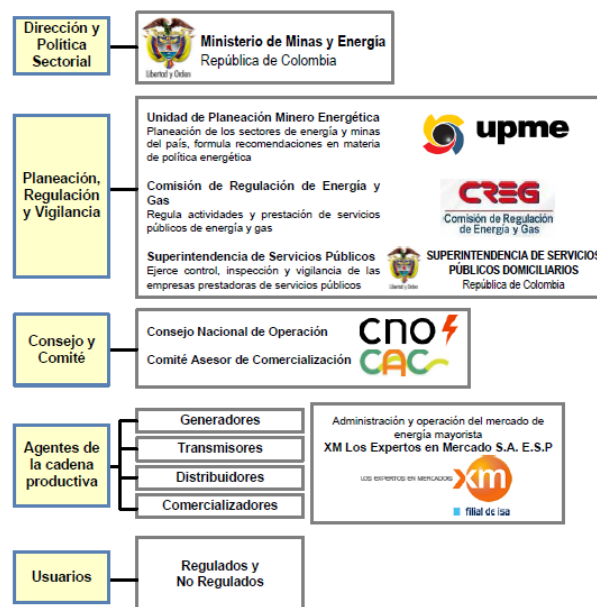 Dirección y
Política
Sectorial
Libertad y Orden
Ministerio de Minas y Energía
República de Colombia
Planeación,
Regulación
y Vigilancia
Unidad de Planeación Minero Energética
Planeación de los sectores de energía y minas
del país, formula recomendaciones en materia
de política energética
upme
Comisión de Regulación de Energía y
Gas
Regula actividades y prestación de servicios
públicos de energía y gas
CREG
Comisión de Regulación
de Energía y Gas
Superintendencia de Servicios Públicos
Ejerce control, inspección y vigilancia de las
empresas prestadoras de servicios públicos
Libertad y Orden
SUPERINTENDENCIA DE SERVICIOS
PÚBLICOS DOMICILIARIOS
República de Colombia
Consejo y
Comité
Consejo Nacional de Operación
cno
Comité Asesor de Comercialización
CAC
Agentes de
la cadena
productiva
Generadores
Transmisores
Distribuidores
Comercializadores
Administración y operación del mercado de
energía mayorista
XM Los Expertos en Mercado S.A. E.S.P
LOS EXPERTOS EN MERCADOS
xm
filial de isa
Usuarios
Regulados y
No Regulados